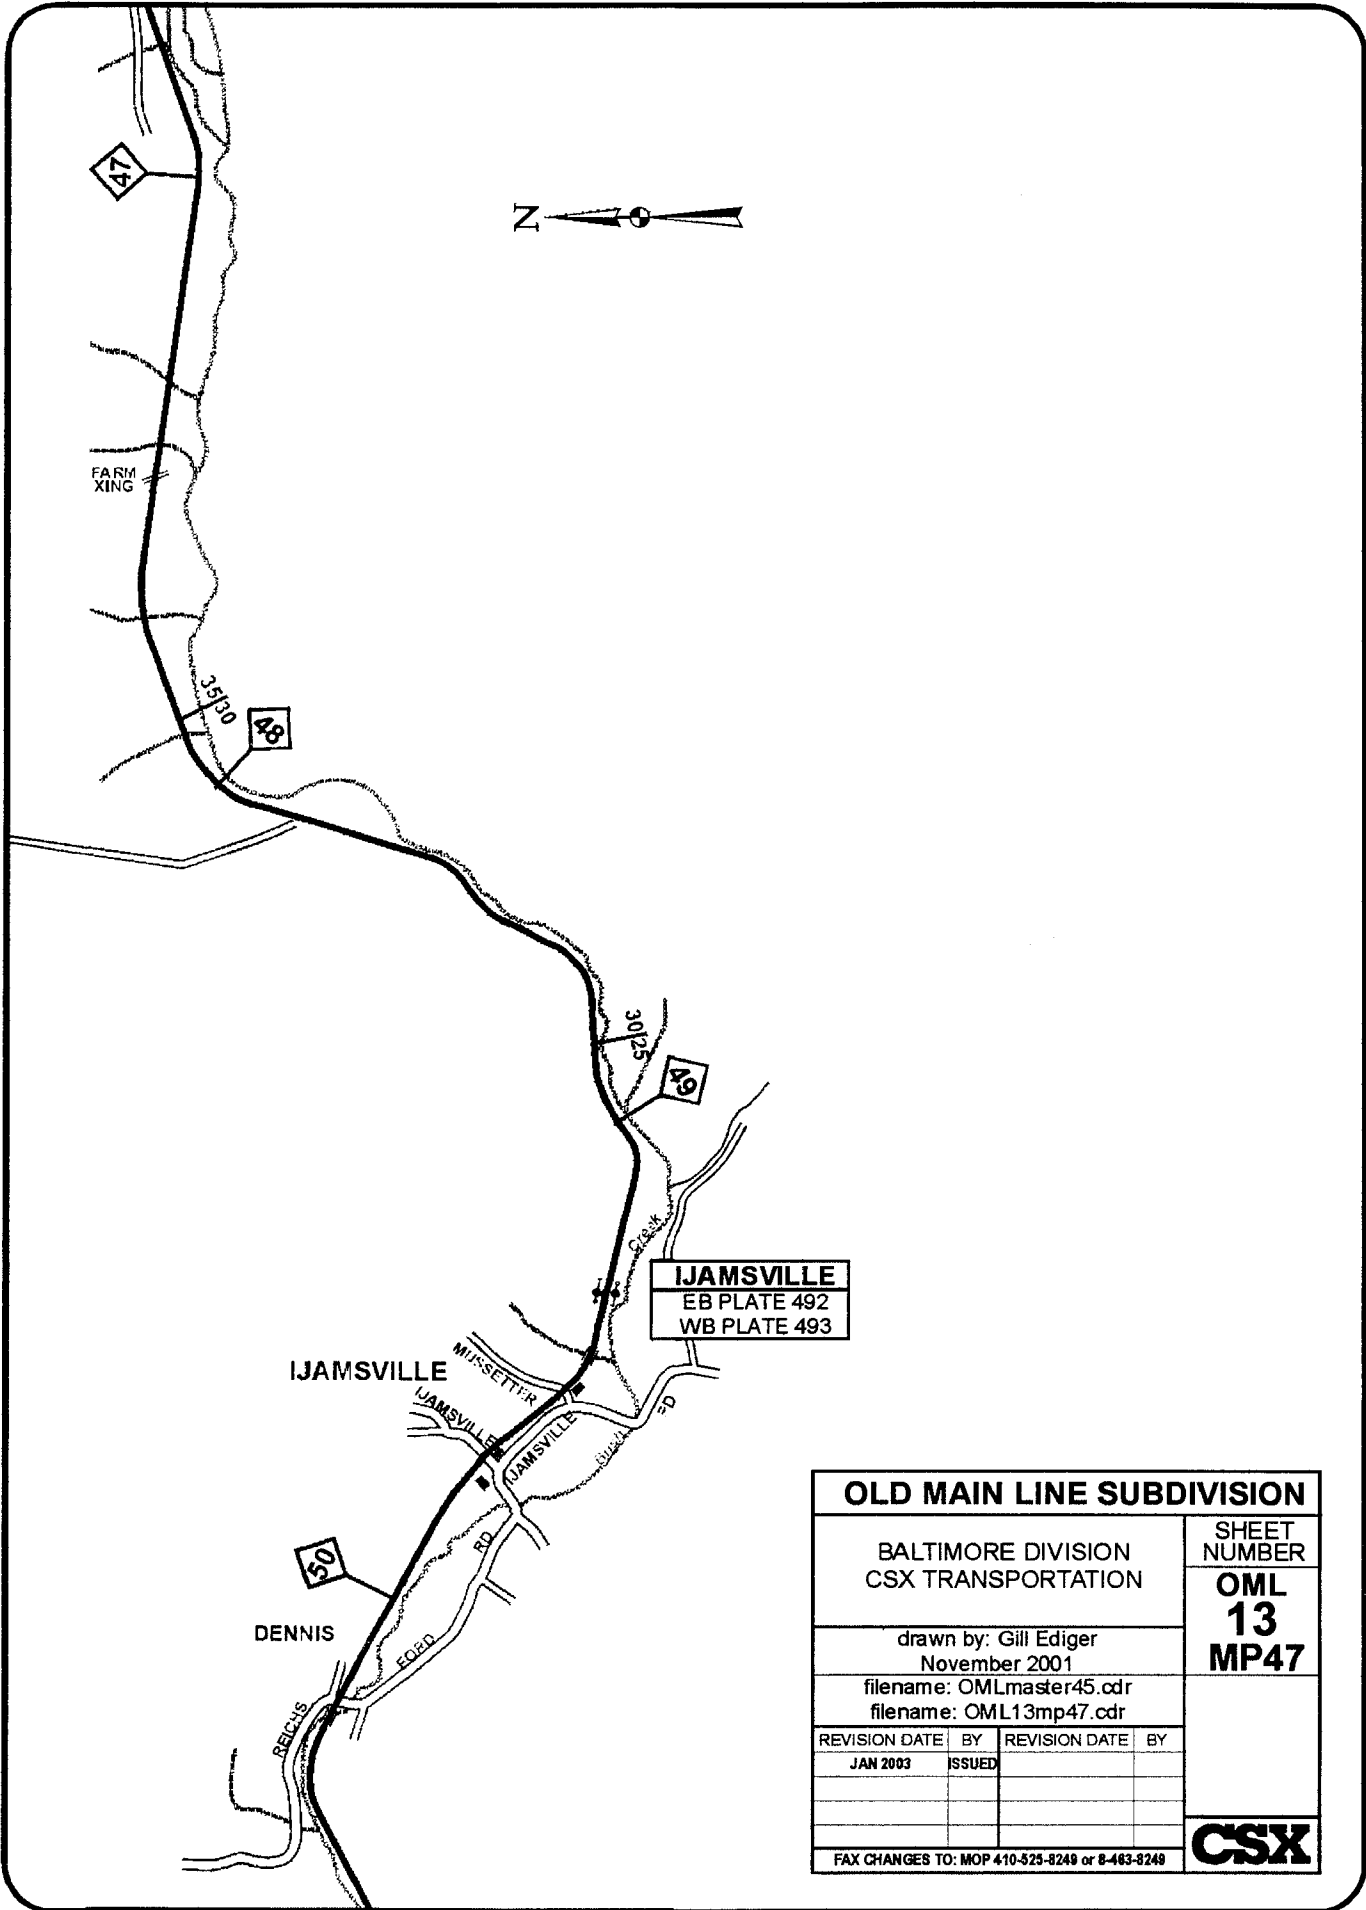 47
N
FARM
XING
35|30
48
30|25
49
Creek
IJAMSVILLE
EB PLATE 492
WB PLATE 493
IJAMSVILLE
MUSSETTER
IJAMSVILLE
IJAMSVILLE
RD
Bush
50
RD
DENNIS
FORD
REICHS
OLD MAIN LINE SUBDIVISION
BALTIMORE DIVISION
CSX TRANSPORTATION
SHEET
NUMBER
OML
13
MP47
drawn by: Gill Ediger
November 2001
filename: OMLmaster45.cdr
filename: OML13mp47.cdr
REVISION DATE BY REVISION DATE BY
JAN 2003 ISSUED
FAX CHANGES TO: MOP 410-525-8249 or 8-463-8249
CSX